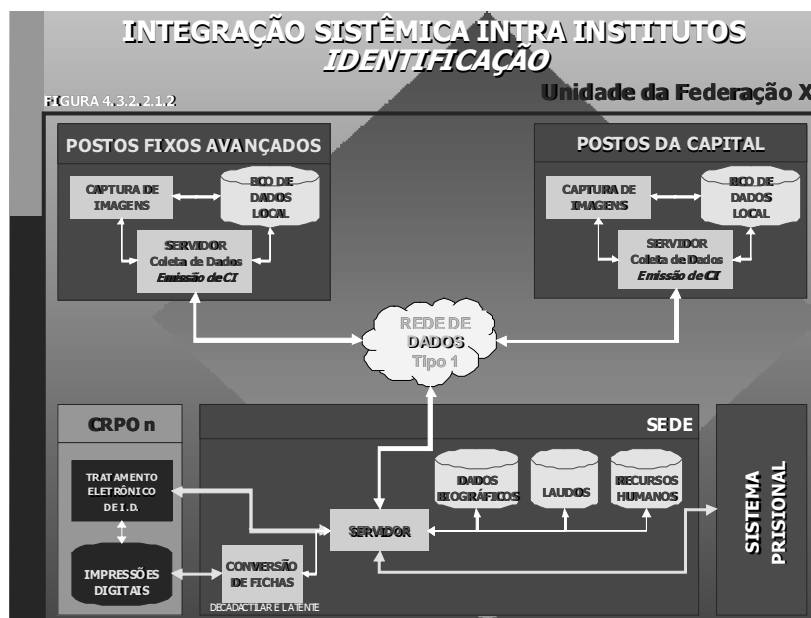 INTEGRAÇÃO SISTÊMICA INTRA INSTITUTOS
IDENTIFICAÇÃO
FIGURA 4.3.2.2.1.2
Unidade da Federação X
POSTOS FIXOS AVANÇADOS
CAPTURA DE
IMAGENS
BCO DE
DADOS
LOCAL
SERVIDOR
Coleta de Dados
Emissão de CI
POSTOS DA CAPITAL
CAPTURA DE
IMAGENS
BCO DE
DADOS
LOCAL
SERVIDOR
Coleta de Dados
Emissão de CI
REDE DE
DADOS
Tipo 1
CRPO n
TRATAMENTO
ELETRÔNICO
DE I.D.
IMPRESSÕES
DIGITAIS
SEDE
DADOS
BIOGRÁFICOS
LAUDOS
RECURSOS
HUMANOS
SERVIDOR
CONVERSÃO
DE FICHAS
DECADACTILAR E LATENTE
SISTEMA
PRISIONAL